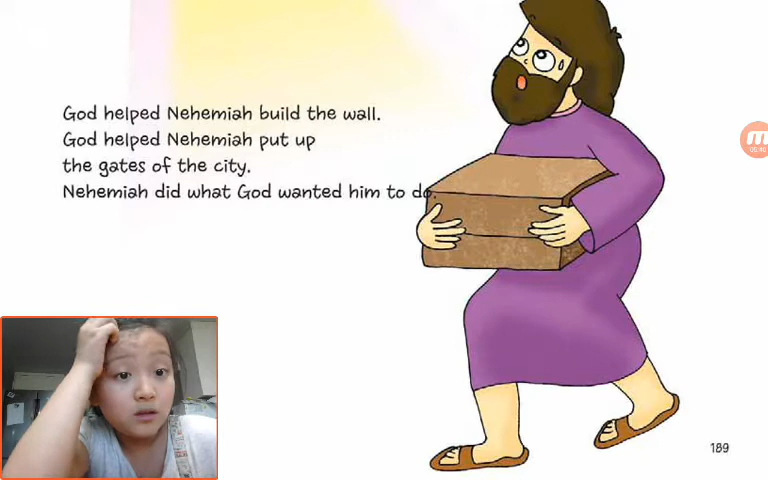 God helped Nehemiah build the wall.
God helped Nehemiah put up
the gates of the city.
Nehemiah did what God wanted him to do.
189